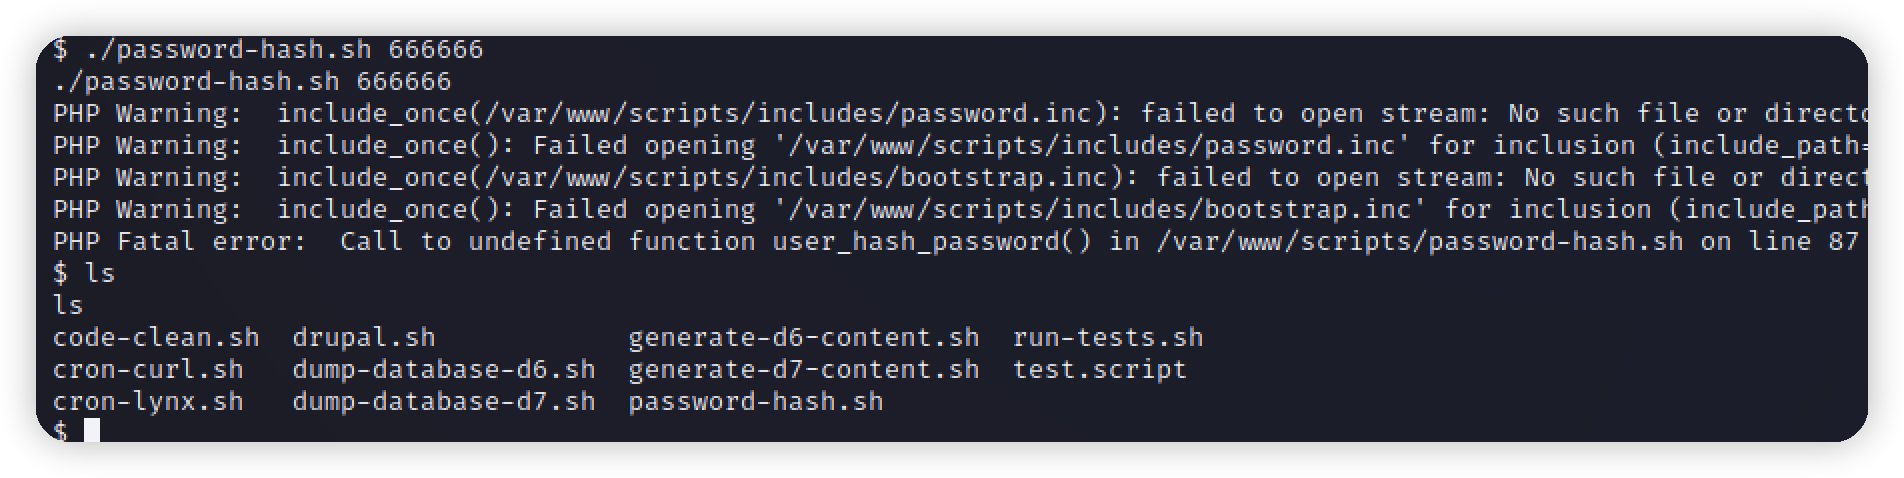 $ ./password-hash.sh 666666
./password-hash.sh 666666
PHP Warning:  include_once(/var/www/scripts/includes/password.inc): failed to open stream: No such file or directo
PHP Warning:  include_once(): Failed opening '/var/www/scripts/includes/password.inc' for inclusion (include_path=
PHP Warning:  include_once(/var/www/scripts/includes/bootstrap.inc): failed to open stream: No such file or direct
PHP Warning:  include_once(): Failed opening '/var/www/scripts/includes/bootstrap.inc' for inclusion (include_path
PHP Fatal error:  Call to undefined function user_hash_password() in /var/www/scripts/password-hash.sh on line 87
$ ls
ls
code-clean.sh  drupal.sh            generate-d6-content.sh  run-tests.sh
cron-curl.sh   dump-database-d6.sh  generate-d7-content.sh  test.script
cron-lynx.sh   dump-database-d7.sh  password-hash.sh
$